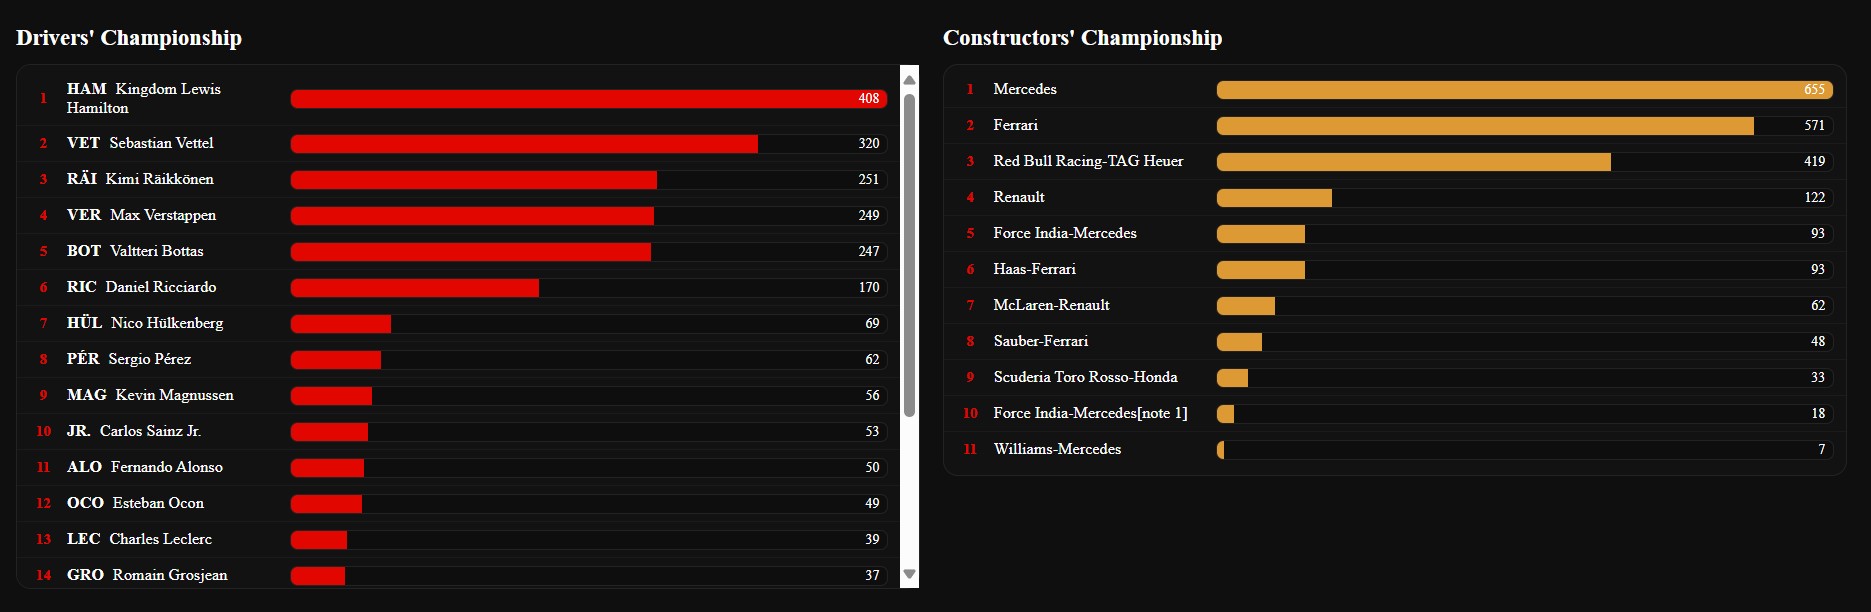 Drivers' Championship
1 HAM Kingdom Lewis
Hamilton 408
2 VET Sebastian Vettel 320
3 RÄI Kimi Räikkönen 251
4 VER Max Verstappen 249
5 BOT Valtteri Bottas 247
6 RIC Daniel Ricciardo 170
7 HÜL Nico Hülkenberg 69
8 PÉR Sergio Pérez 62
9 MAG Kevin Magnussen 56
10 JR. Carlos Sainz Jr. 53
11 ALO Fernando Alonso 50
12 OCO Esteban Ocon 49
13 LEC Charles Leclerc 39
14 GRO Romain Grosjean 37
Constructors' Championship
1 Mercedes 655
2 Ferrari 571
3 Red Bull Racing-TAG Heuer 419
4 Renault 122
5 Force India-Mercedes 93
6 Haas-Ferrari 93
7 McLaren-Renault 62
8 Sauber-Ferrari 48
9 Scuderia Toro Rosso-Honda 33
10 Force India-Mercedes[note 1] 18
11 Williams-Mercedes 7